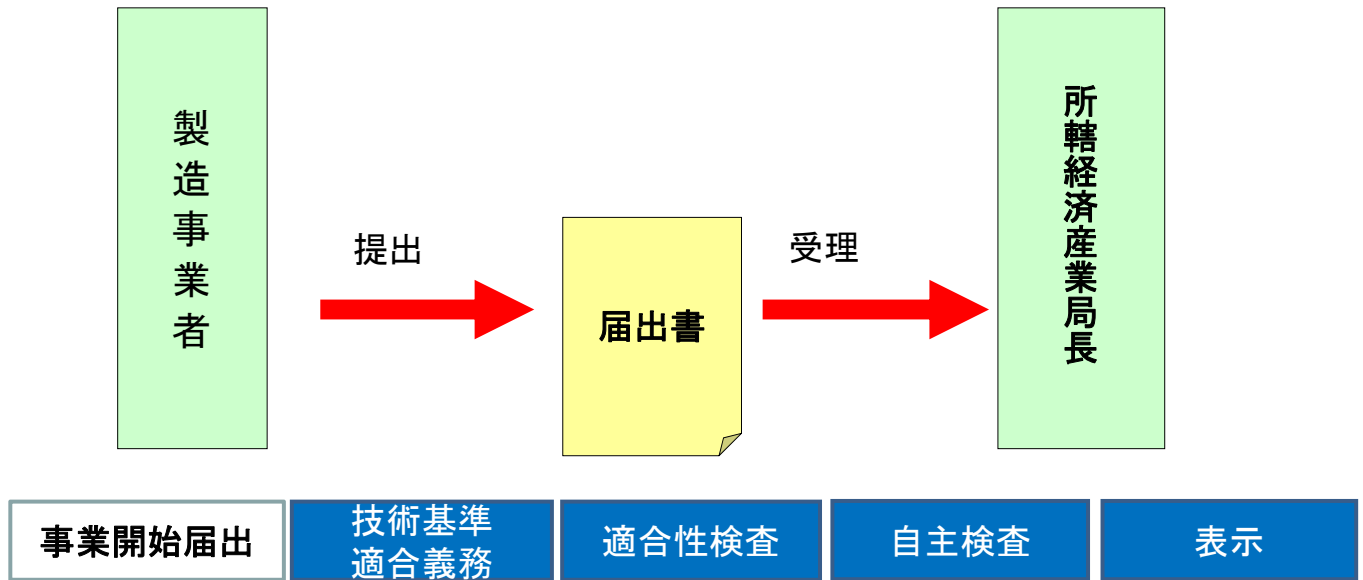 製造事業者
提出
届出書
受理
所轄経済産業局長
事業開始届出
技術基準
適合義務
適合性検査
自主検査
表示